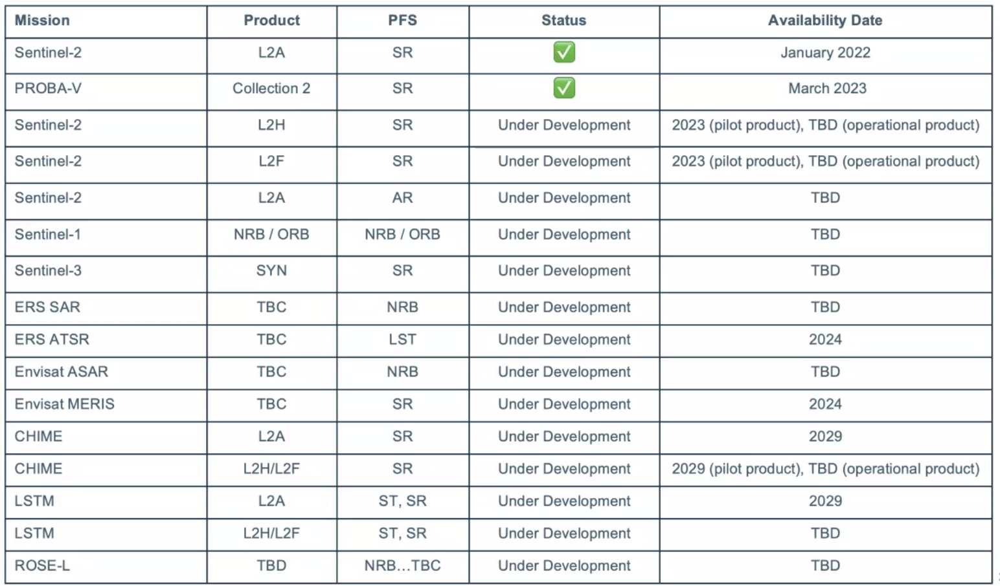 Mission Product PFS Status Availability Date
Sentinel-2 L2A SR ✅ January 2022
PROBA-V Collection 2 SR ✅ March 2023
Sentinel-2 L2H SR Under Development 2023 (pilot product), TBD (operational product)
Sentinel-2 L2F SR Under Development 2023 (pilot product), TBD (operational product)
Sentinel-2 L2A AR Under Development TBD
Sentinel-1 NRB / ORB NRB / ORB Under Development TBD
Sentinel-3 SYN SR Under Development TBD
ERS SAR TBC NRB Under Development TBD
ERS ATSR TBC LST Under Development 2024
Envisat ASAR TBC NRB Under Development TBD
Envisat MERIS TBC SR Under Development 2024
CHIME L2A SR Under Development 2029
CHIME L2H/L2F SR Under Development 2029 (pilot product), TBD (operational product)
LSTM L2A ST, SR Under Development 2029
LSTM L2H/L2F ST, SR Under Development TBD
ROSE-L TBD NRB...TBC Under Development TBD